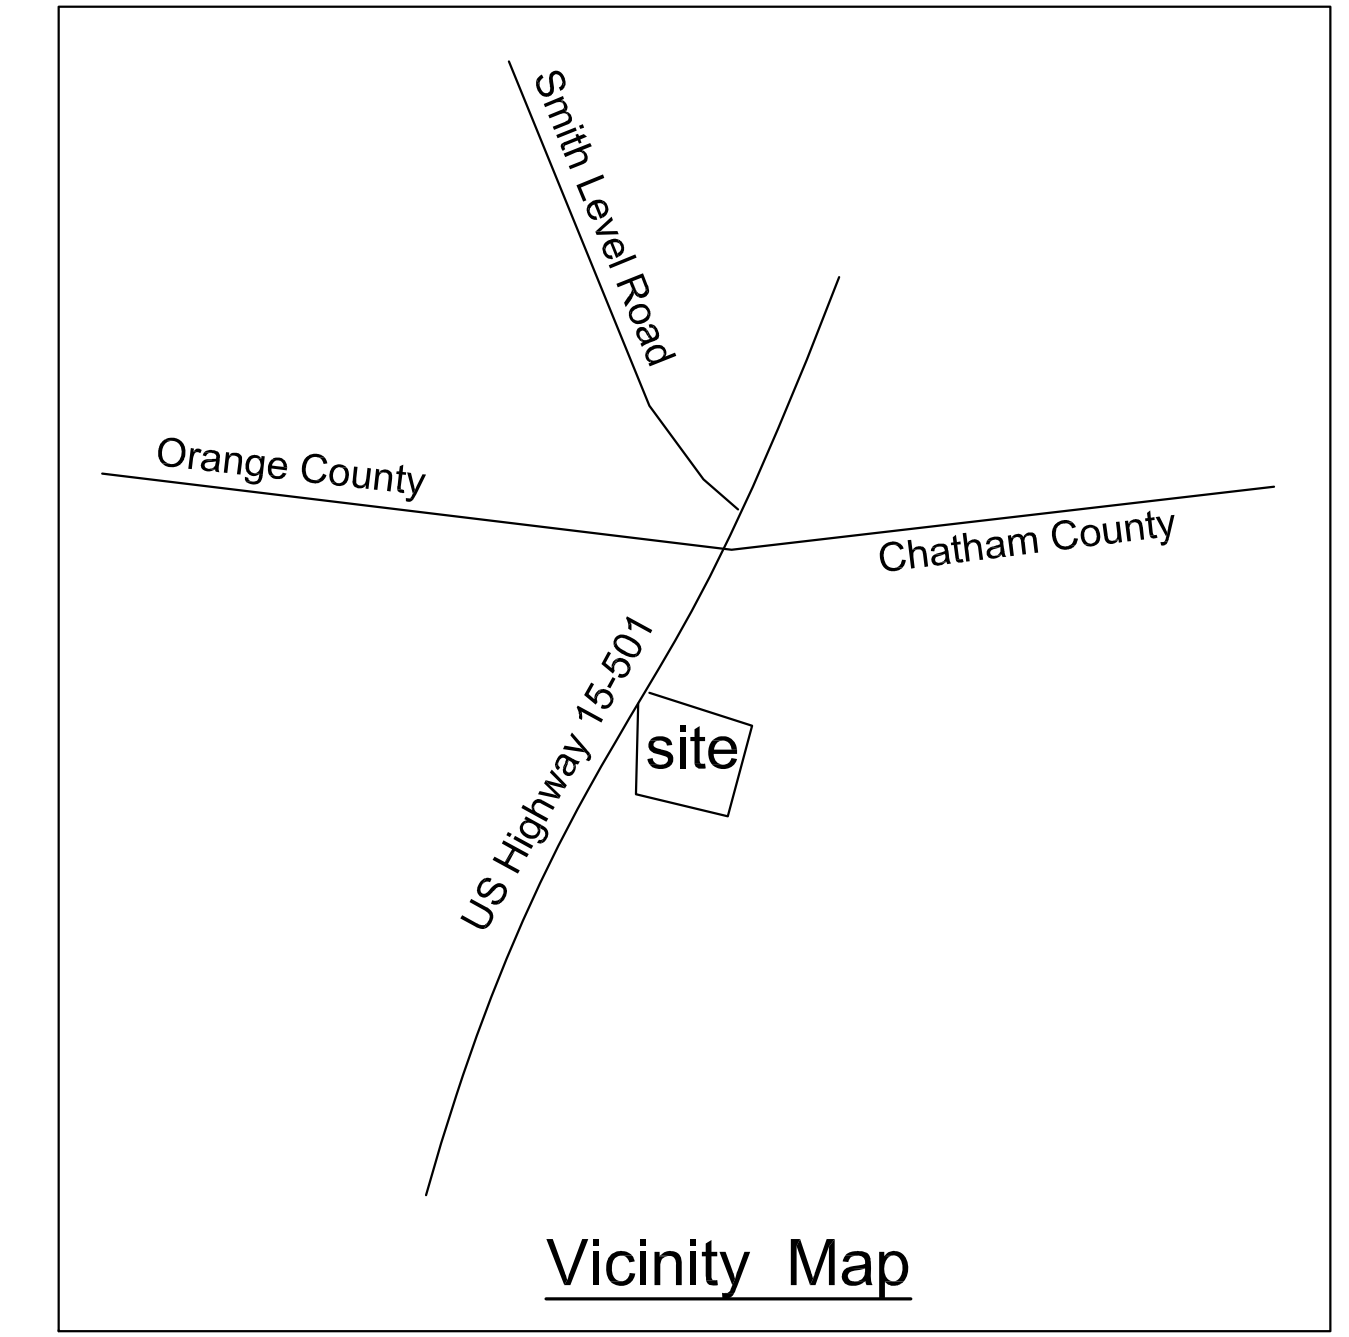 Smith Level Road
Orange County
Chatham County
US Highway 15-501
site
Vicinity Map